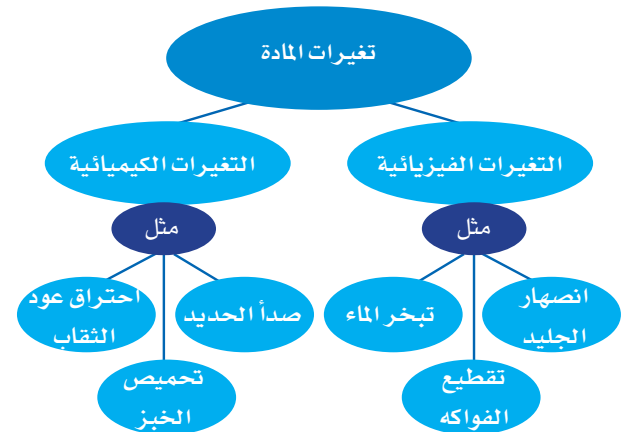 تغيرات المادة
التغيرات الفيزيائية
التغيرات الكيميائية
مثل
مثل
انصهار
الجليد
تبخر الماء
صدأ الحديد
احتراق عود
الثقاب
تقطيع
الفواكه
تحميص
الخبز